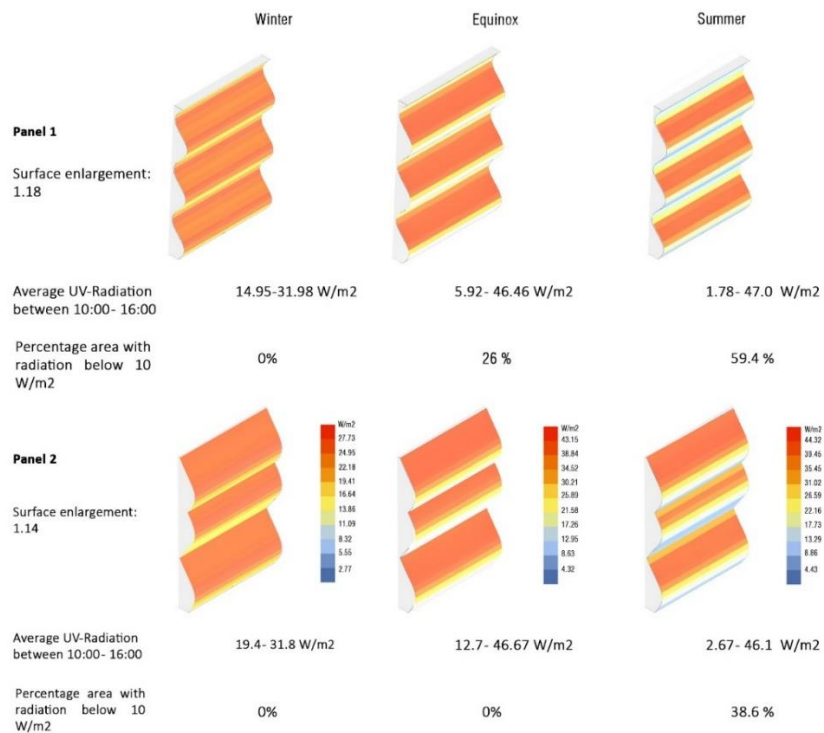 Winter Equinox Summer
Panel 1
Surface enlargement:
1.18
Average UV-Radiation
between 10:00- 16:00
14.95-31.98 W/m2 5.92- 46.46 W/m2 1.78- 47.0 W/m2
Percentage area with
radiation below 10
W/m2
0% 26 % 59.4 %
Panel 2
Surface enlargement:
1.14
W/m2
27.73
24.95
22.18
19.41
16.64
13.86
11.09
8.32
5.55
2.77
W/m2
43.15
38.84
34.52
30.21
25.89
21.58
17.26
12.95
8.63
4.32
W/m2
44.32
39.45
35.45
31.02
26.59
22.16
17.73
13.29
8.86
4.43
Average UV-Radiation
between 10:00- 16:00
19.4- 31.8 W/m2 12.7- 46.67 W/m2 2.67- 46.1 W/m2
Percentage area with
radiation below 10
W/m2
0% 0% 38.6 %